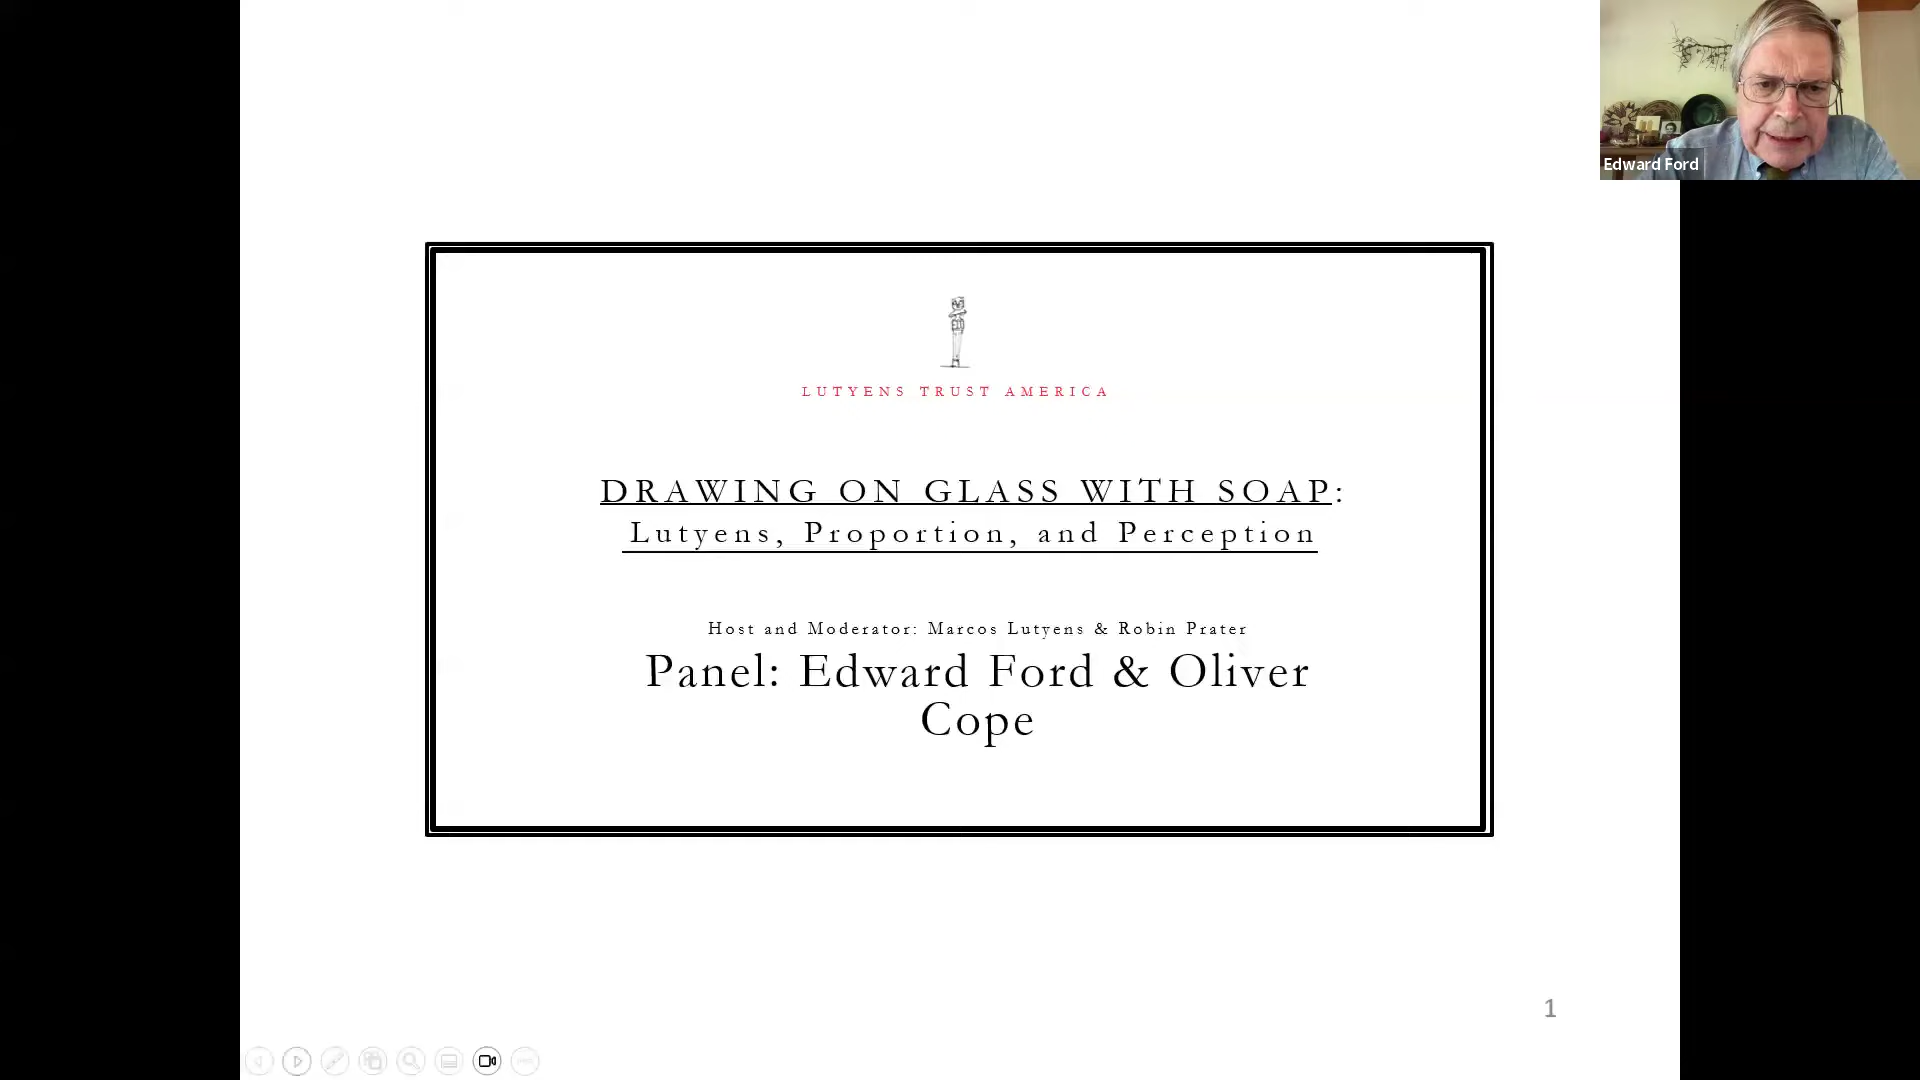 Edward Ford
LUTYENS TRUST AMERICA
DRAWING ON GLASS WITH SOAP:
Lutyens, Proportion, and Perception
Host and Moderator: Marcos Lutyens & Robin Prater
Panel: Edward Ford & Oliver
Cope
1